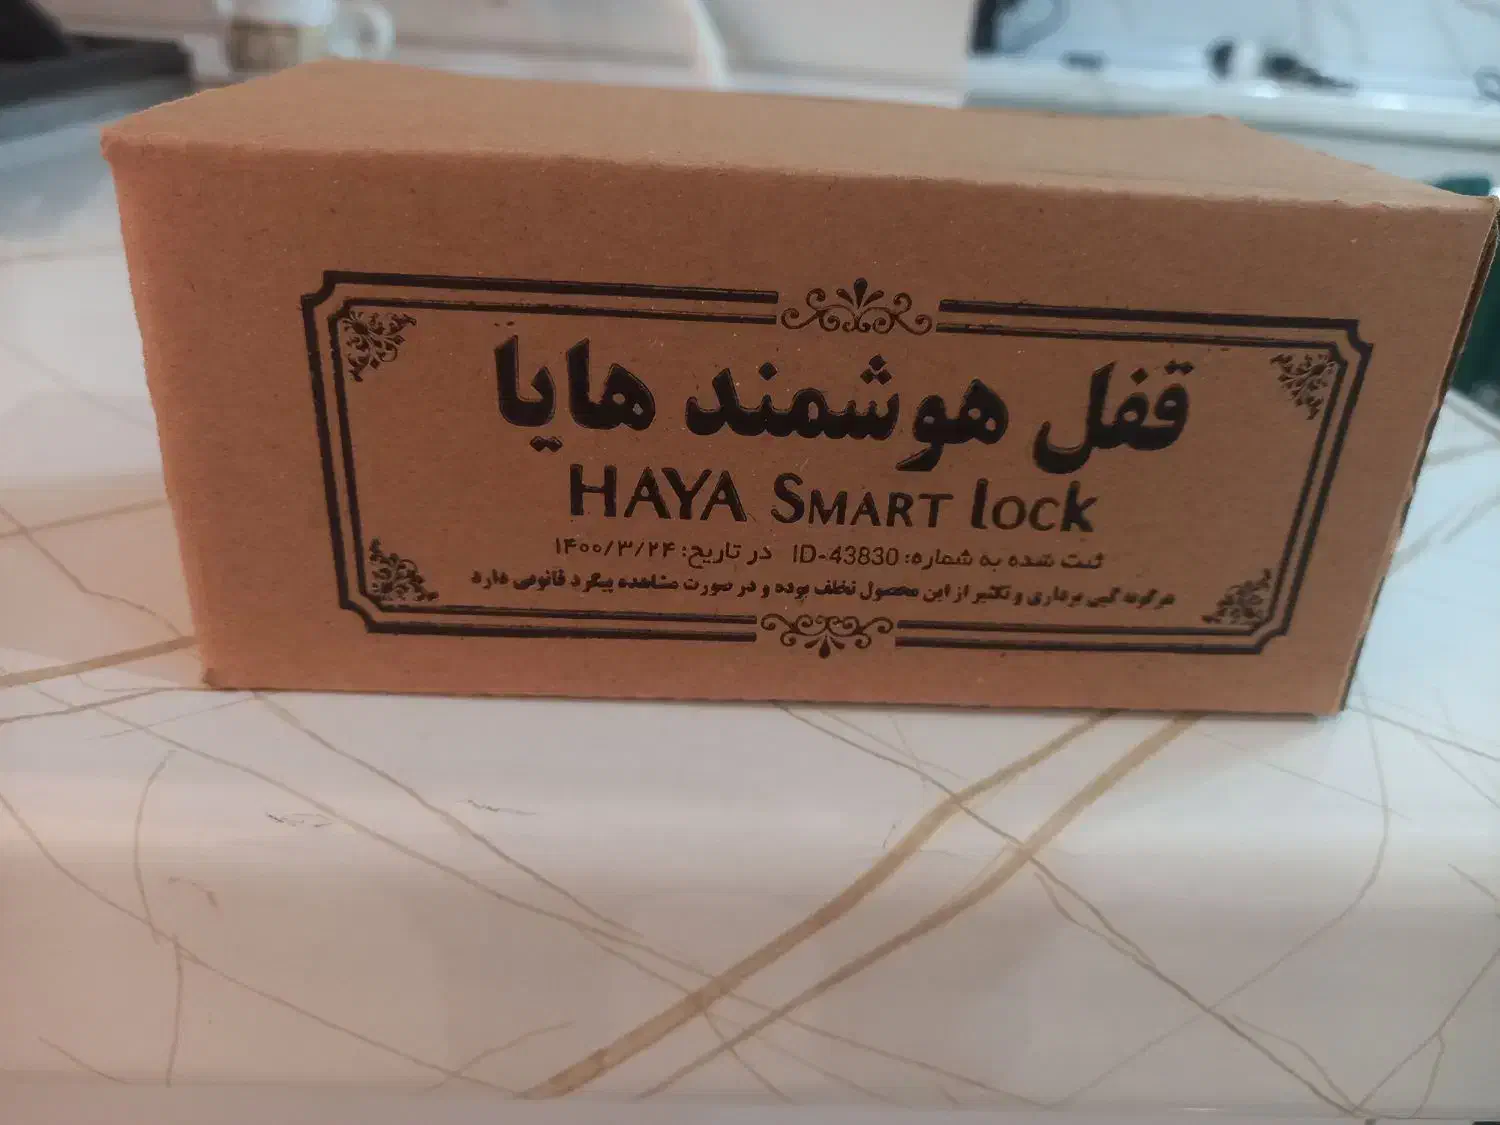 قفل هوشمند هایا
HAYA SMART lock
ثبت شده به شماره: ID-43830 در تاریخ: ۱۴۰۰/۳/۲۴
هرگونه کپی برداری و تکثیر از این محصول تخلف بوده و در صورت مشاهده پیگرد قانونی دارد